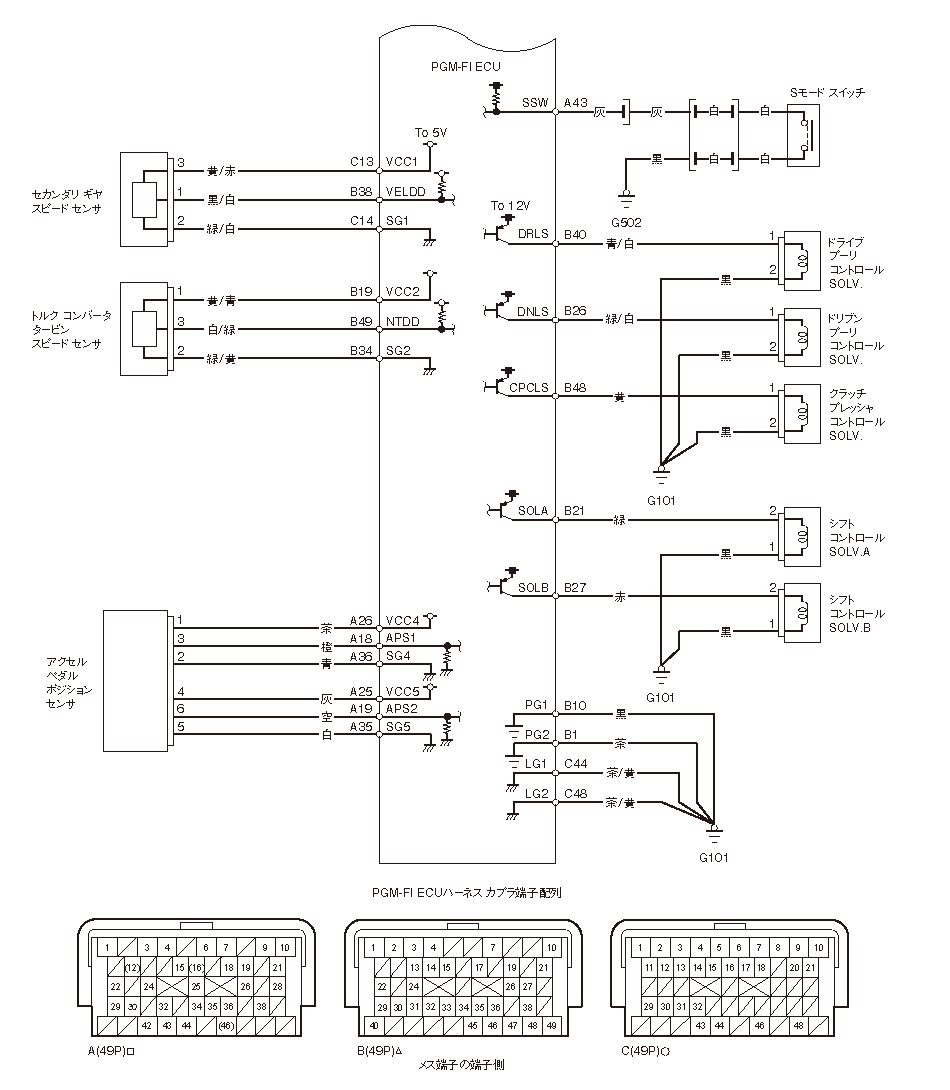 PGM-FI ECU
SSW A43 灰 灰 白 白
Sモード スイッチ
黒 白 白
G502
To 5V
セカンダリ ギヤ
スピード センサ
3 黄/赤 C13 VCC1
1 黒/白 B38 VELDD
2 緑/白 C14 SG1
トルク コンバータ
タービン
スピード センサ
1 黄/青 B19 VCC2
3 白/緑 B49 NTDD
2 緑/黄 B34 SG2
To 12V
DRLS B40 青/白 1
黒 2
ドライブ
プーリ
コントロール
SOLV.
DNLS B26 緑/白 1
黒 2
ドリブン
プーリ
コントロール
SOLV.
CPCLS B48 黄 1
黒 2
クラッチ
プレッシャ
コントロール
SOLV.
G101
SOLA B21 緑 2
黒 1
シフト
コントロール
SOLV.A
SOLB B27 赤 2
黒 1
シフト
コントロール
SOLV.B
G101
アクセル
ペダル
ポジション
センサ
1 茶 A26 VCC4
3 橙 A18 APS1
2 青 A36 SG4
4 灰 A25 VCC5
6 空 A19 APS2
5 白 A35 SG5
PG1 B10 黒
PG2 B1 茶
LG1 C44 茶/黄
LG2 C48 茶/黄
G101
PGM-FI ECUハーネス カプラ端子配列
1 3 4 6 7 9 10
(12) 15 (16) 18 19 21
22 24 25 26 28
29 30 32 34 35 36 38
42 43 44 (46)
A(49P)□
1 2 3 4 7 10
13 14 15 17 19 21
22 24 26 27
29 30 31 32 33 34 35 36 38
40 45 46 47 48 49
B(49P)△
1 2 3 4 5 6 7 8 9 10
11 12 13 14 15 16 17 18 20 21
29 30 31 32
43 44 46 48
C(49P)○
メス端子の端子側